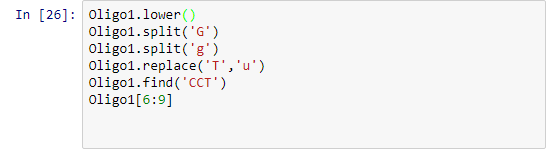 In [26]: Oligo1.lower()
Oligo1.split('G')
Oligo1.split('g')
Oligo1.replace('T','u')
Oligo1.find('CCT')
Oligo1[6:9]